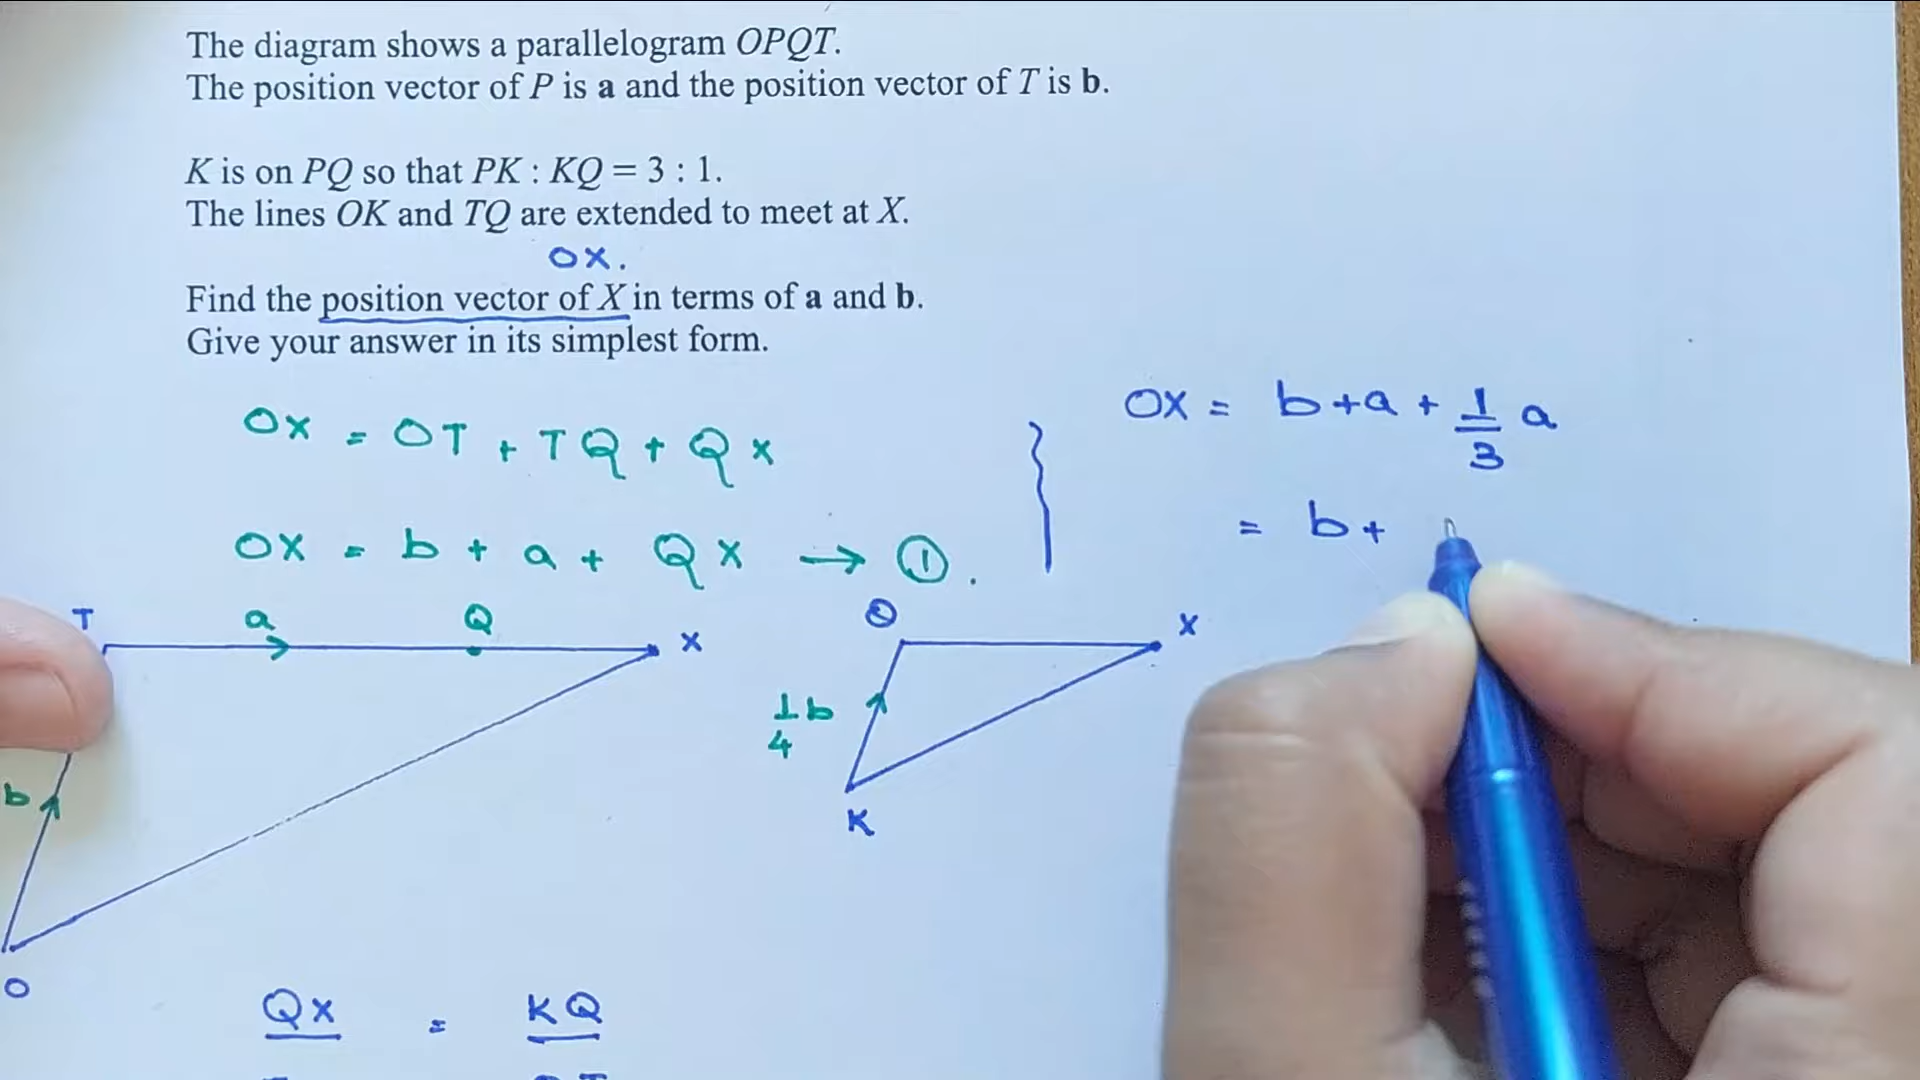 The diagram shows a parallelogram OPQT.
The position vector of P is a and the position vector of T is b.
K is on PQ so that PK : KQ = 3 : 1.
The lines OK and TQ are extended to meet at X.
OX.
Find the position vector of X in terms of a and b.
Give your answer in its simplest form.
OX = OT + TQ + QX
OX = b + a + QX → ①.
OX = b + a + 1/3 a
= b +
T a Q X
b
O
Q X
1/4 b
K
QX = KQ